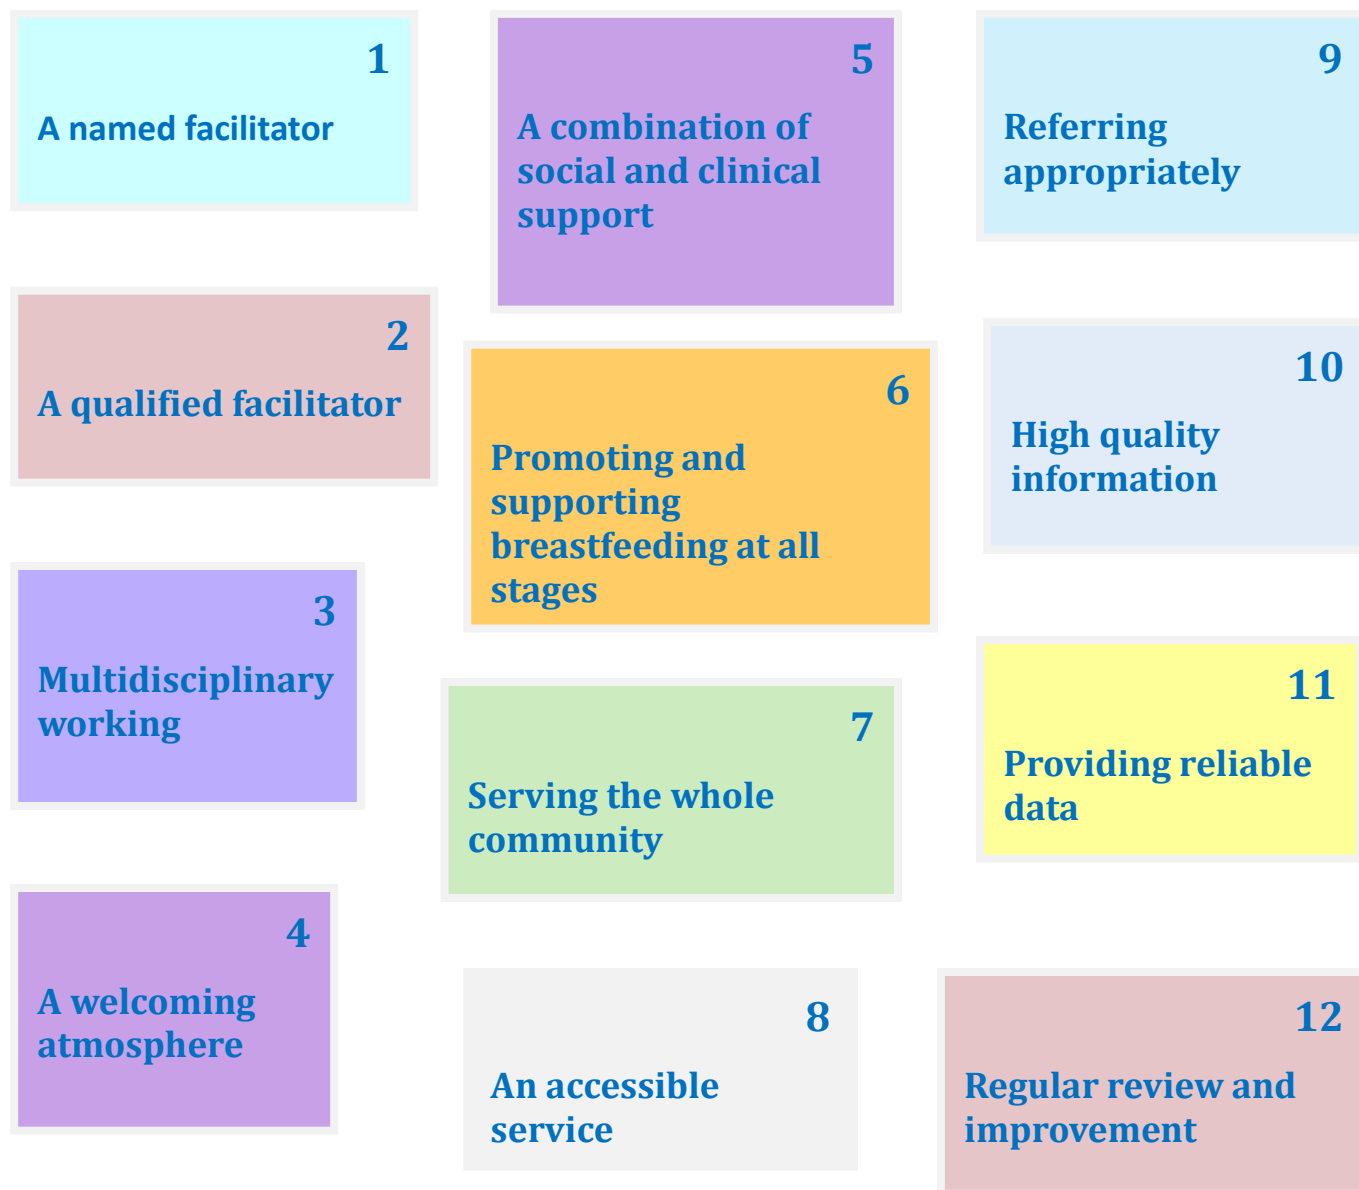 1
A named facilitator
2
A qualified facilitator
3
Multidisciplinary
working
4
A welcoming
atmosphere
5
A combination of
social and clinical
support
6
Promoting and
supporting
breastfeeding at all
stages
7
Serving the whole
community
8
An accessible
service
9
Referring
appropriately
10
High quality
information
11
Providing reliable
data
12
Regular review and
improvement